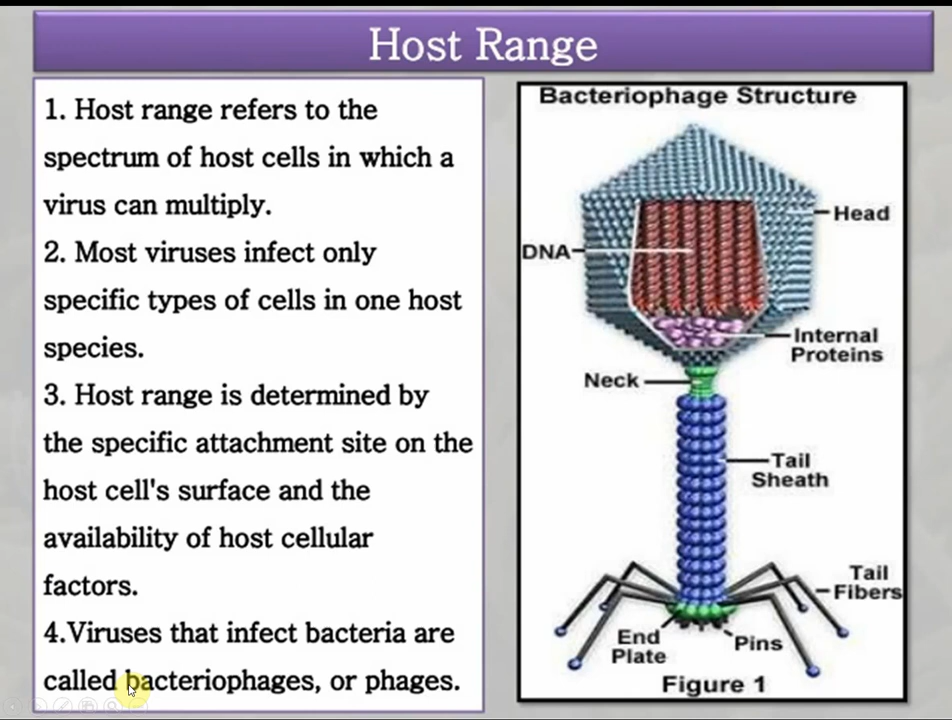 Host Range
1. Host range refers to the
spectrum of host cells in which a
virus can multiply.
2. Most viruses infect only
specific types of cells in one host
species.
3. Host range is determined by
the specific attachment site on the
host cell's surface and the
availability of host cellular
factors.
4.Viruses that infect bacteria are
called bacteriophages, or phages.
Bacteriophage Structure
Head
DNA
Internal
Proteins
Neck
Tail
Sheath
Tail
Fibers
End
Plate
Pins
Figure 1